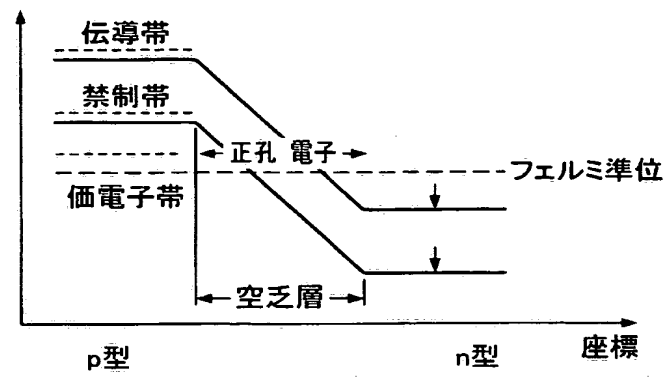 伝導帯
禁制帯
正孔 電子
フェルミ準位
価電子帯
空乏層
座標
p型
n型